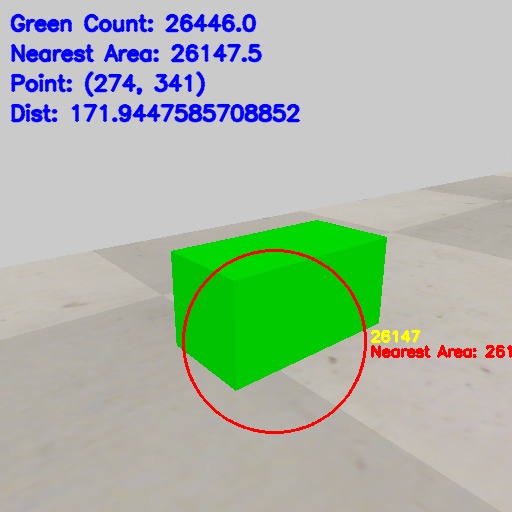 Green Count: 26446.0
Nearest Area: 26147.5
Point: (274, 341)
Dist: 171.9447585708852
26147
Nearest Area: 261